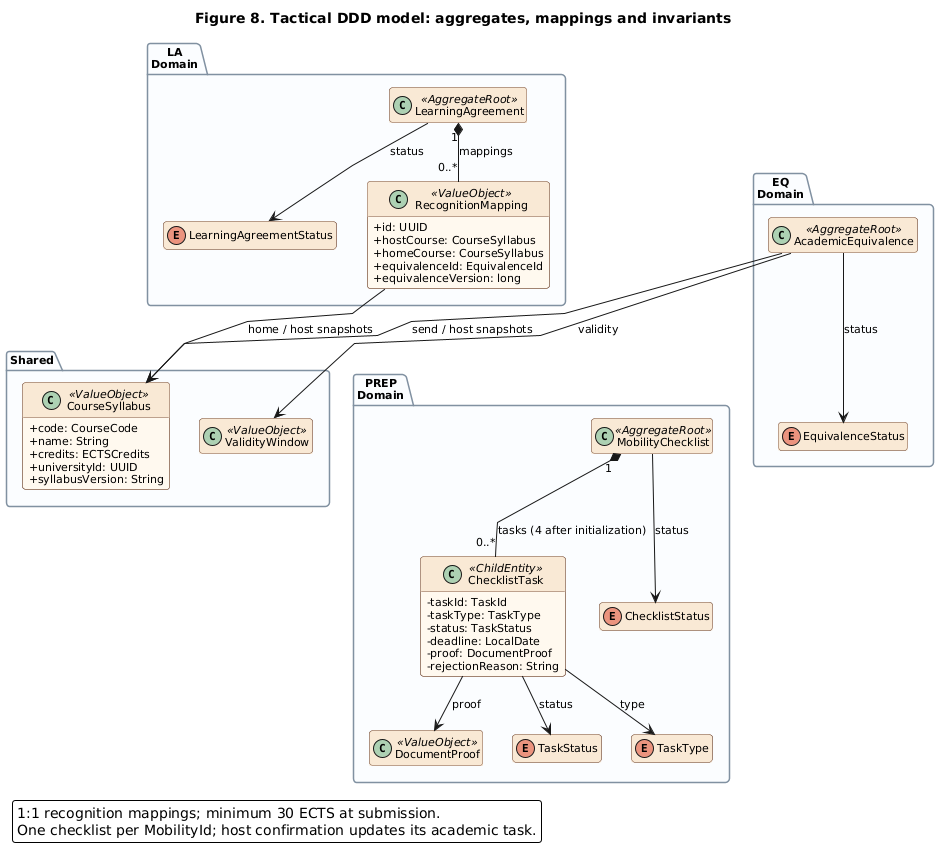 Figure 8. Tactical DDD model: aggregates, mappings and invariants
LA
Domain
C
«AggregateRoot»
LearningAgreement
status
1
mappings
0..*
E
LearningAgreementStatus
C
«ValueObject»
RecognitionMapping
+id: UUID
+hostCourse: CourseSyllabus
+homeCourse: CourseSyllabus
+equivalenceId: EquivalenceId
+equivalenceVersion: long
EQ
Domain
C
«AggregateRoot»
AcademicEquivalence
status
E
EquivalenceStatus
home / host snapshots
send / host snapshots
validity
Shared
C
«ValueObject»
CourseSyllabus
+code: CourseCode
+name: String
+credits: ECTSCredits
+universityId: UUID
+syllabusVersion: String
C
«ValueObject»
ValidityWindow
PREP
Domain
C
«AggregateRoot»
MobilityChecklist
1
tasks (4 after initialization)
0..*
status
C
«ChildEntity»
ChecklistTask
-taskId: TaskId
-taskType: TaskType
-status: TaskStatus
-deadline: LocalDate
-proof: DocumentProof
-rejectionReason: String
E
ChecklistStatus
proof
status
type
C
«ValueObject»
DocumentProof
E
TaskStatus
E
TaskType
1:1 recognition mappings; minimum 30 ECTS at submission.
One checklist per MobilityId; host confirmation updates its academic task.